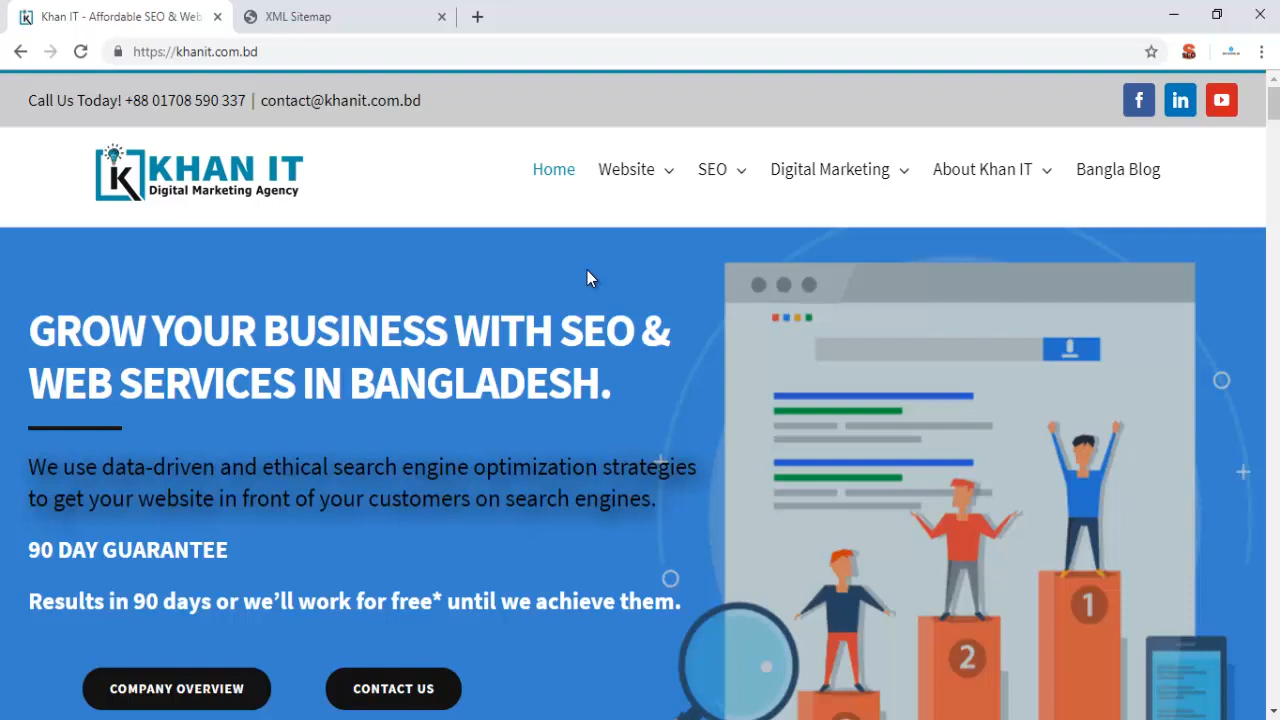 Khan IT - Affordable SEO & Web
XML Sitemap
https://khanit.com.bd
SEO
Call Us Today! +88 01708 590 337 | contact@khanit.com.bd
f
in
K
KHAN IT
Digital Marketing Agency
Home
Website
SEO
Digital Marketing
About Khan IT
Bangla Blog
GROW YOUR BUSINESS WITH SEO &
WEB SERVICES IN BANGLADESH.
We use data-driven and ethical search engine optimization strategies
to get your website in front of your customers on search engines.
90 DAY GUARANTEE
Results in 90 days or we’ll work for free* until we achieve them.
1
2
COMPANY OVERVIEW
CONTACT US